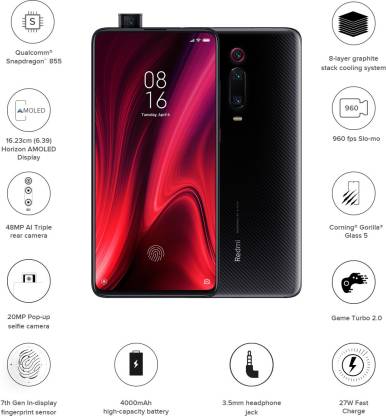 S
Qualcomm®
Snapdragon™ 855
AMOLED
16.23cm (6.39)
Horizon AMOLED
Display
48MP AI Triple
rear camera
20MP Pop-up
selfie camera
7th Gen In-display
fingerprint sensor
08
16
Tuesday, April 6
Redmi
4000mAh
high-capacity battery
3.5mm headphone
jack
8-layer graphite
stack cooling system
960
960 fps Slo-mo
Corning® Gorilla®
Glass 5
Game Turbo 2.0
27W Fast
Charge